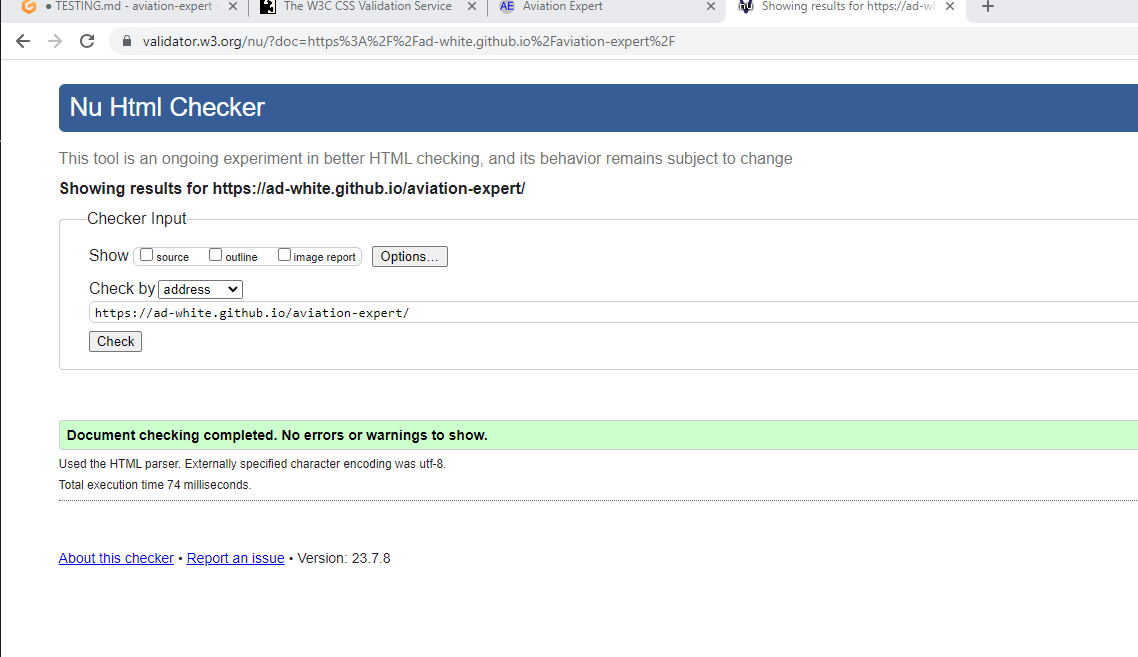 ● TESTING.md - aviation-expert
The W3C CSS Validation Service
AE Aviation Expert
Showing results for https://ad-wh
validator.w3.org/nu/?doc=https%3A%2F%2Fad-white.github.io%2Faviation-expert%2F
Nu Html Checker
This tool is an ongoing experiment in better HTML checking, and its behavior remains subject to change
Showing results for https://ad-white.github.io/aviation-expert/
Checker Input
Show source outline image report Options...
Check by address
https://ad-white.github.io/aviation-expert/
Check
Document checking completed. No errors or warnings to show.
Used the HTML parser. Externally specified character encoding was utf-8.
Total execution time 74 milliseconds.
About this checker • Report an issue • Version: 23.7.8